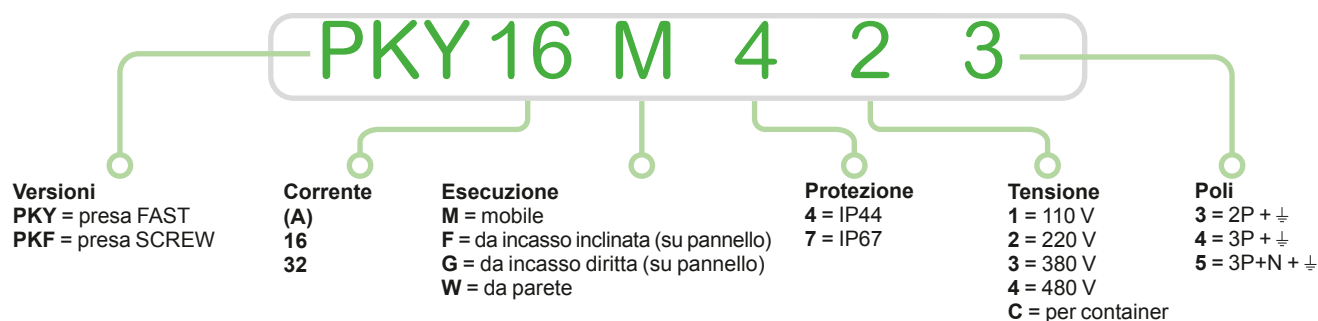 PKY 16 M 4 2 3
Versioni
PKY = presa FAST
PKF = presa SCREW
Corrente
(A)
16
32
Esecuzione
M = mobile
F = da incasso inclinata (su pannello)
G = da incasso diritta (su pannello)
W = da parete
Protezione
4 = IP44
7 = IP67
Tensione
1 = 110 V
2 = 220 V
3 = 380 V
4 = 480 V
C = per container
Poli
3 = 2P + ⏚
4 = 3P + ⏚
5 = 3P+N + ⏚